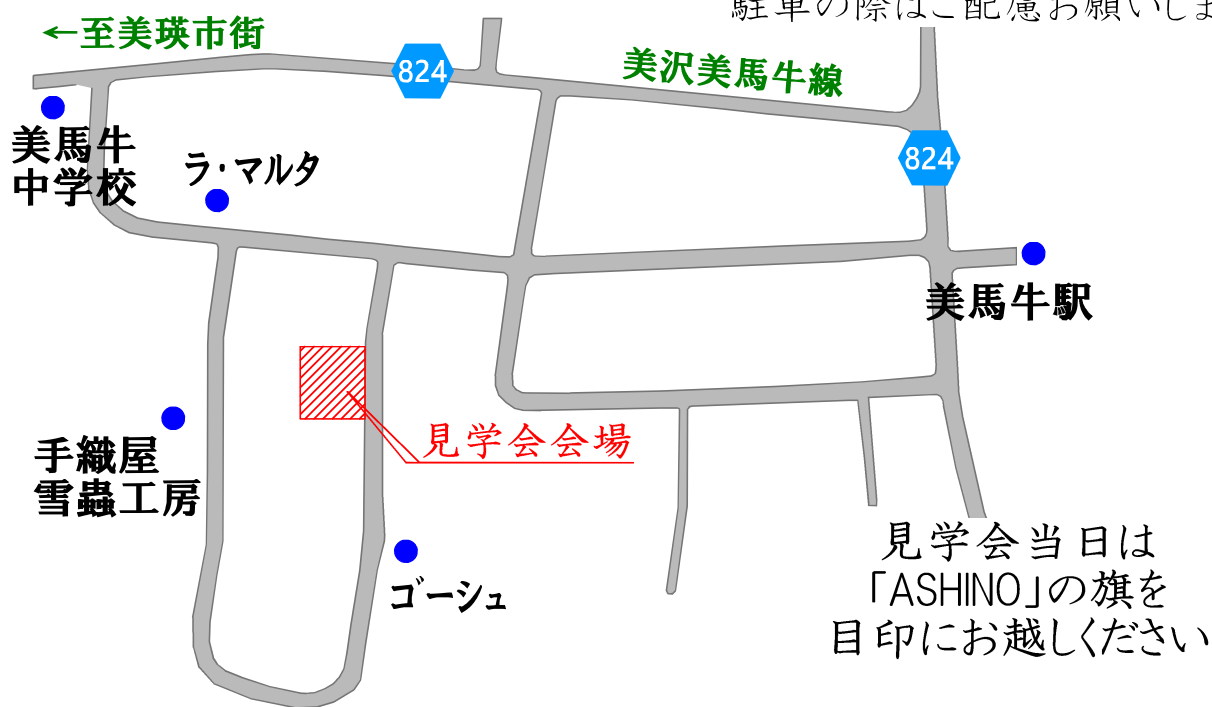 駐車の際はご配慮お願いしま
←至美瑛市街
824
美沢美馬牛線
824
美馬牛
中学校
ラ・マルタ
美馬牛駅
見学会会場
手織屋
雪蟲工房
ゴーシュ
見学会当日は
「ASHINO」の旗を
目印にお越しください